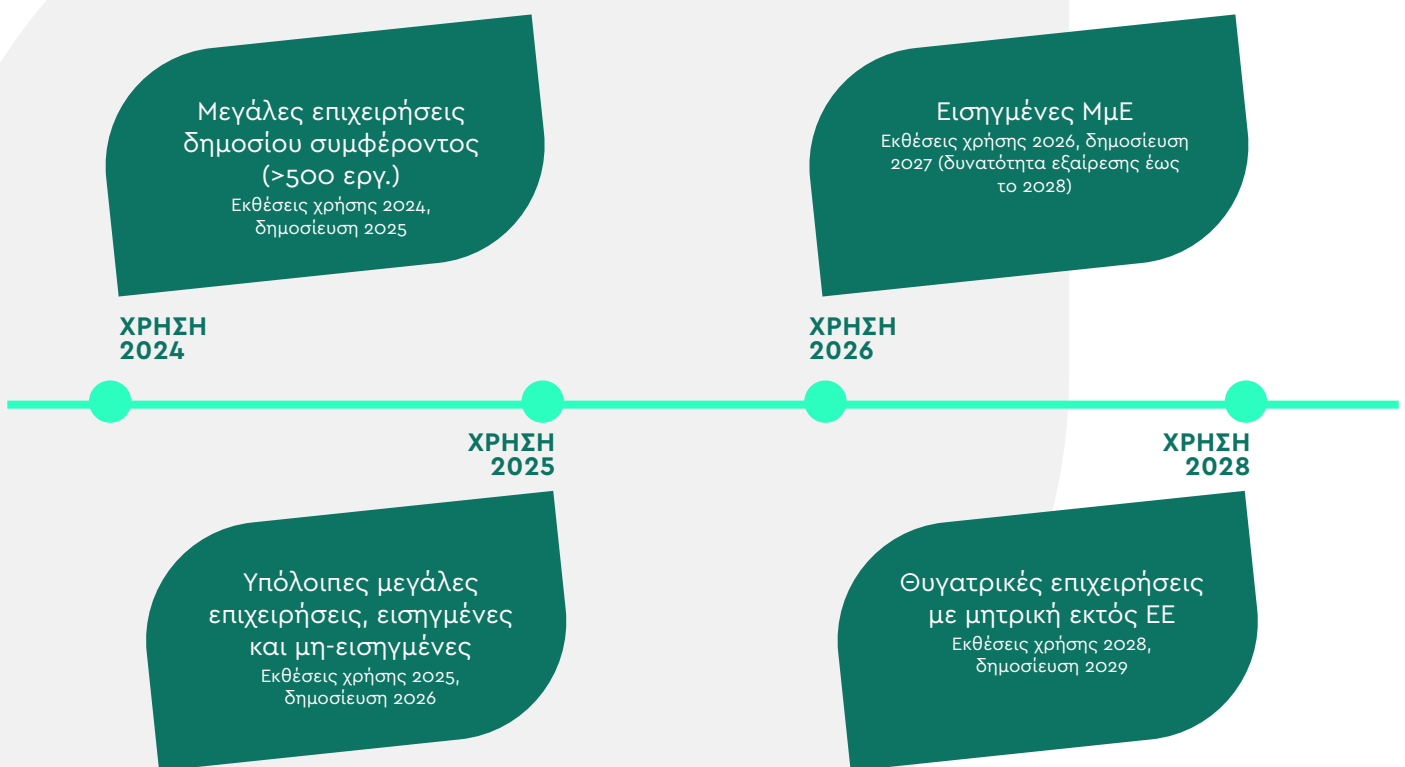 Μεγάλες επιχειρήσεις
δημοσίου συμφέροντος
(>500 εργ.)
Εκθέσεις χρήσης 2024,
δημοσίευση 2025
ΧΡΗΣΗ
2024
Εισηγμένες ΜμΕ
Εκθέσεις χρήσης 2026, δημοσίευση
2027 (δυνατότητα εξαίρεσης έως
το 2028)
ΧΡΗΣΗ
2026
ΧΡΗΣΗ
2025
Υπόλοιπες μεγάλες
επιχειρήσεις, εισηγμένες
και μη-εισηγμένες
Εκθέσεις χρήσης 2025,
δημοσίευση 2026
ΧΡΗΣΗ
2028
Θυγατρικές επιχειρήσεις
με μητρική εκτός ΕΕ
Εκθέσεις χρήσης 2028,
δημοσίευση 2029